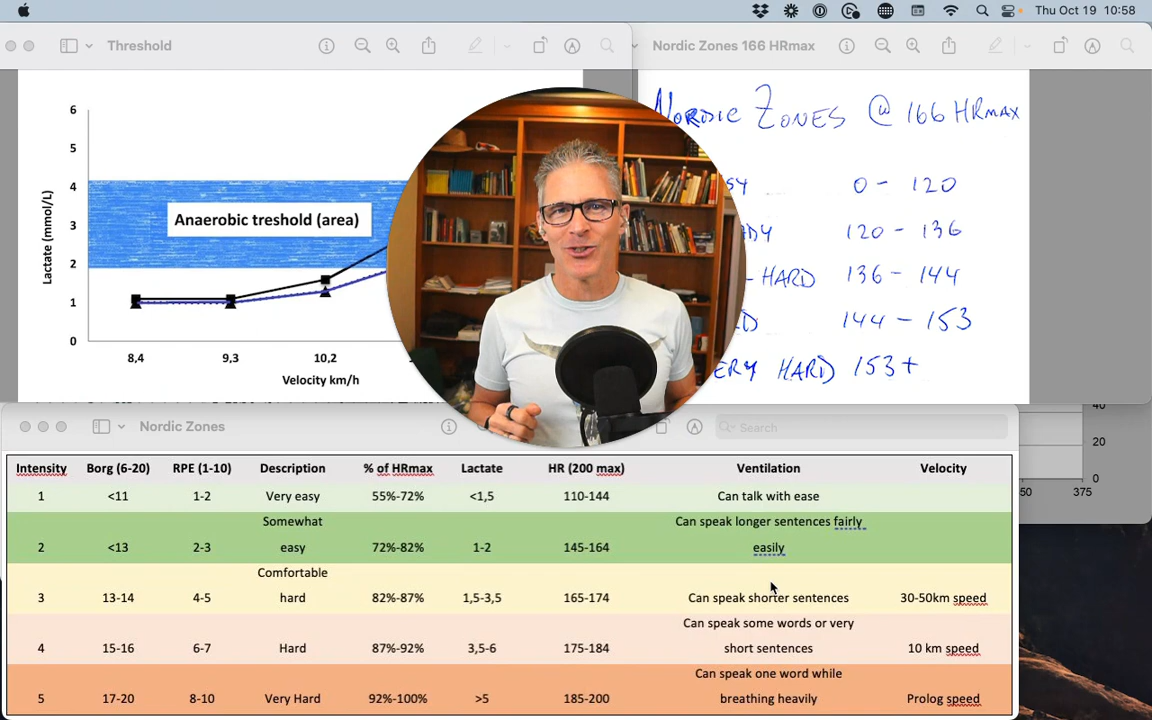 Thu Oct 19 10:58
Threshold
Nordic Zones 166 HRmax
Lactate (mmol/L)
6
5
4
3
2
1
0
Anaerobic treshold (area)
8,4 9,3 10,2
Velocity km/h
NORDIC ZONES @ 166 HRMAX
0 - 120
120 - 136
HARD 136 - 144
144 - 153
ERY HARD 153+
Nordic Zones
Search
40
20
0
50 375
Intensity Borg (6-20) RPE (1-10) Description % of HRmax Lactate HR (200 max) Ventilation Velocity
1 <11 1-2 Very easy 55%-72% <1,5 110-144 Can talk with ease
Somewhat Can speak longer sentences fairly
2 <13 2-3 easy 72%-82% 1-2 145-164 easily
Comfortable
3 13-14 4-5 hard 82%-87% 1,5-3,5 165-174 Can speak shorter sentences 30-50km speed
Can speak some words or very
4 15-16 6-7 Hard 87%-92% 3,5-6 175-184 short sentences 10 km speed
Can speak one word while
5 17-20 8-10 Very Hard 92%-100% >5 185-200 breathing heavily Prolog speed